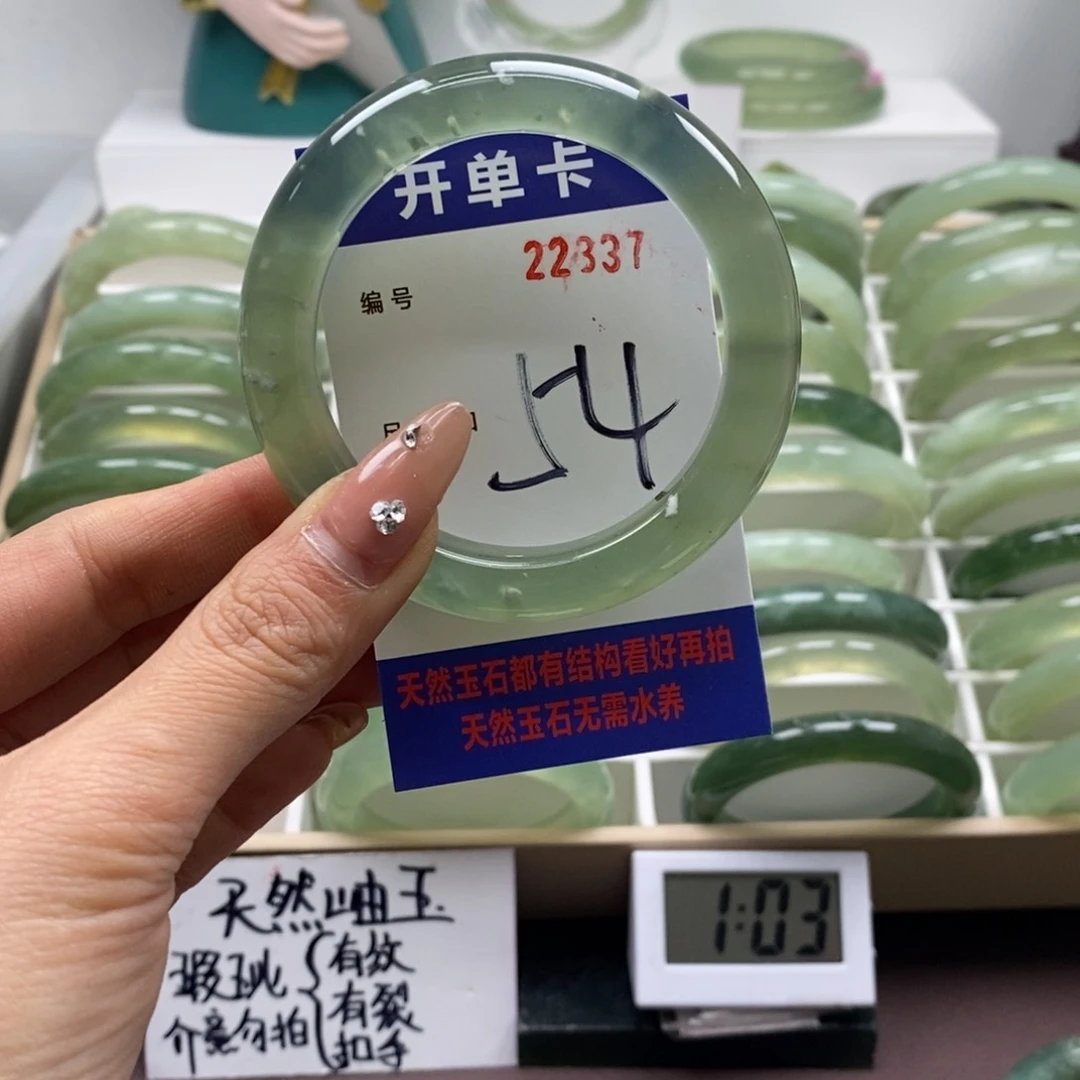 开单卡
22337
编号
54
天然玉石都有结构看好再拍
天然玉石无需水养
天然岫玉
瑕玼
介意勿拍
有纹
有裂
扣手
1:03